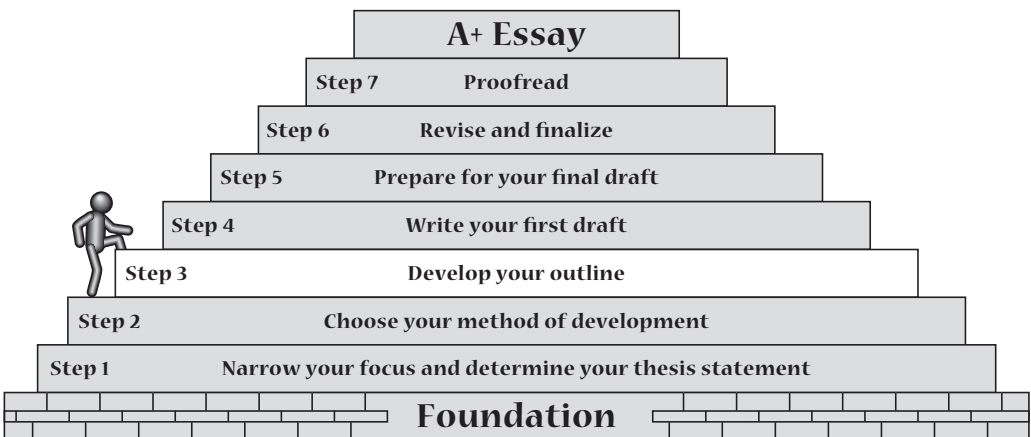 A+ Essay
Step 7 Proofread
Step 6 Revise and finalize
Step 5 Prepare for your final draft
Step 4 Write your first draft
Step 3 Develop your outline
Step 2 Choose your method of development
Step 1 Narrow your focus and determine your thesis statement
Foundation